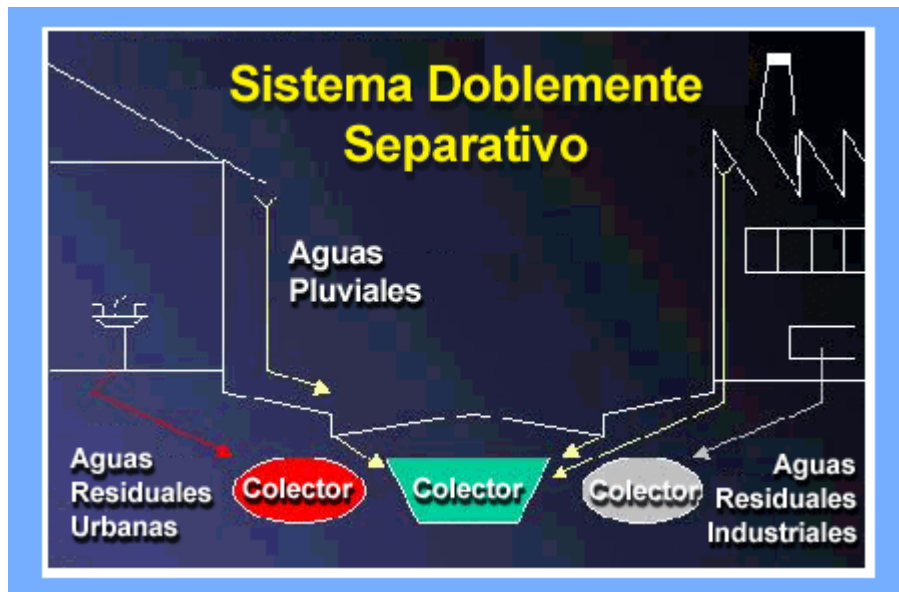 Sistema Doblemente
Separativo
Aguas
Pluviales
Aguas
Residuales
Urbanas
Colector
Colector
Colector
Aguas
Residuales
Industriales